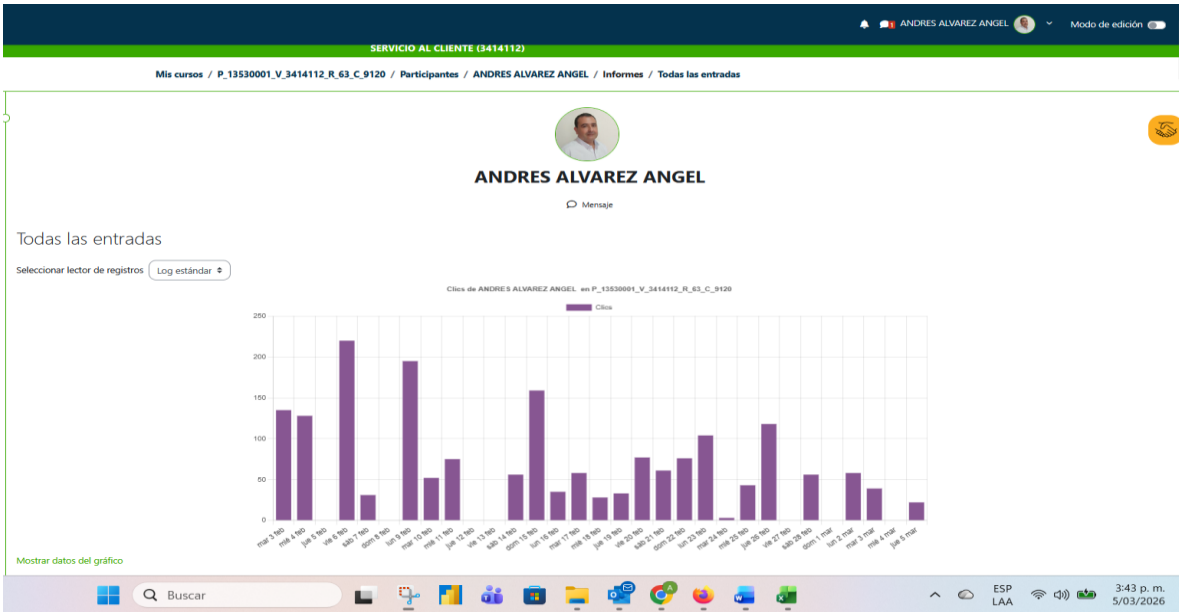 1 ANDRES ALVAREZ ANGEL Modo de edición
SERVICIO AL CLIENTE (3414112)
Mis cursos / P_13530001_V_3414112_R_63_C_9120 / Participantes / ANDRES ALVAREZ ANGEL / Informes / Todas las entradas
ANDRES ALVAREZ ANGEL
Mensaje
Todas las entradas
Seleccionar lector de registros Log estándar
Clics de ANDRES ALVAREZ ANGEL en P_13530001_V_3414112_R_63_C_9120
Clics
250
200
150
100
50
0
mar 3 feb mié 4 feb jue 5 feb vie 6 feb sáb 7 feb dom 8 feb lun 9 feb mar 10 feb mié 11 feb jue 12 feb vie 13 feb sáb 14 feb dom 15 feb lun 16 feb mar 17 feb mié 18 feb jue 19 feb vie 20 feb sáb 21 feb dom 22 feb lun 23 feb mar 24 feb mié 25 feb jue 26 feb vie 27 feb sáb 28 feb dom 1 mar lun 2 mar mar 3 mar mié 4 mar jue 5 mar
Mostrar datos del gráfico
Buscar
ESP 3:43 p. m.
LAA 5/03/2026